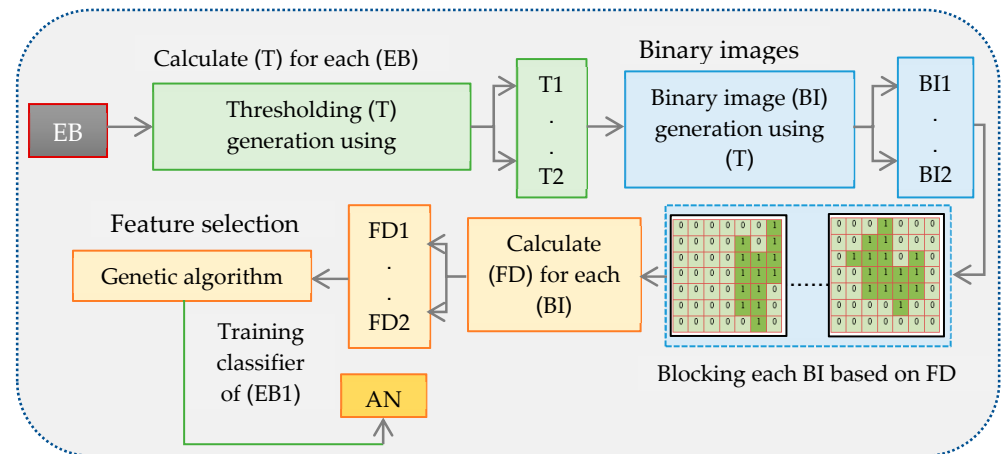 Calculate (T) for each (EB)
Binary images
EB
Thresholding (T)
generation using
T1
.
.
T2
Binary image (BI)
generation using
(T)
BI1
.
.
BI2
Feature selection
Genetic algorithm
FD1
.
.
FD2
Calculate
(FD) for each
(BI)
0 0 0 0 0 0 1
0 0 0 0 1 0 1
0 0 0 0 1 1 1
0 0 0 0 1 1 1
0 0 0 0 1 1 0
0 0 0 0 1 1 0
0 0 0 0 0 1 0
......
0 0 0 1 0 0 0
0 0 1 1 0 0 0
0 1 1 1 0 1 0
0 0 1 1 1 1 0
0 0 1 1 1 1 0
0 0 0 0 1 0 0
0 0 0 0 0 0 0
Blocking each BI based on FD
Training
classifier
of (EB1)
AN